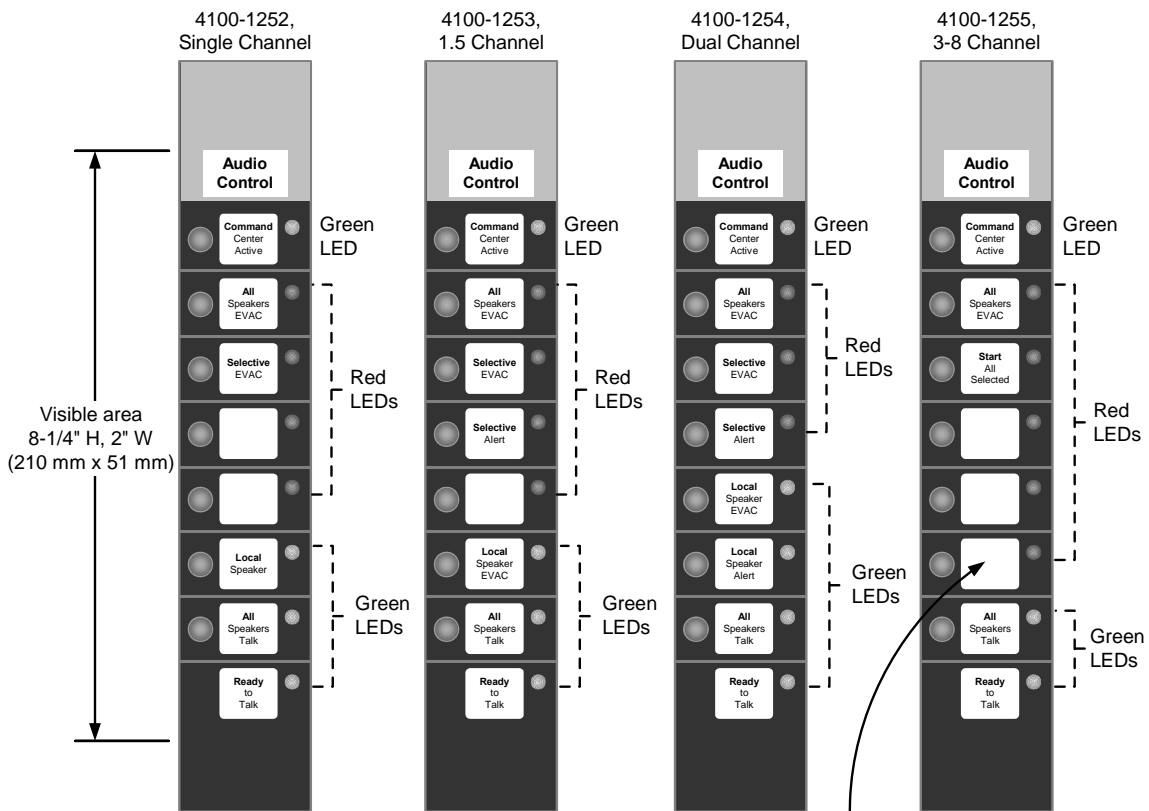 4100-1252,
Single Channel
4100-1253,
1.5 Channel
4100-1254,
Dual Channel
4100-1255,
3-8 Channel
Visible area
8-1/4" H, 2" W
(210 mm x 51 mm)
Audio
Control
Command
Center
Active
Green
LED
All
Speakers
EVAC
Selective
EVAC
Red
LEDs
Local
Speaker
All
Speakers
Talk
Green
LEDs
Ready
to
Talk
Audio
Control
Command
Center
Active
Green
LED
All
Speakers
EVAC
Selective
EVAC
Selective
Alert
Red
LEDs
Local
Speaker
EVAC
All
Speakers
Talk
Green
LEDs
Ready
to
Talk
Audio
Control
Command
Center
Active
Green
LED
All
Speakers
EVAC
Selective
EVAC
Selective
Alert
Red
LEDs
Local
Speaker
EVAC
Local
Speaker
Alert
All
Speakers
Talk
Green
LEDs
Ready
to
Talk
Audio
Control
Command
Center
Active
Green
LED
All
Speakers
EVAC
Start
All
Selected
Red
LEDs
All
Speakers
Talk
Green
LEDs
Ready
to
Talk